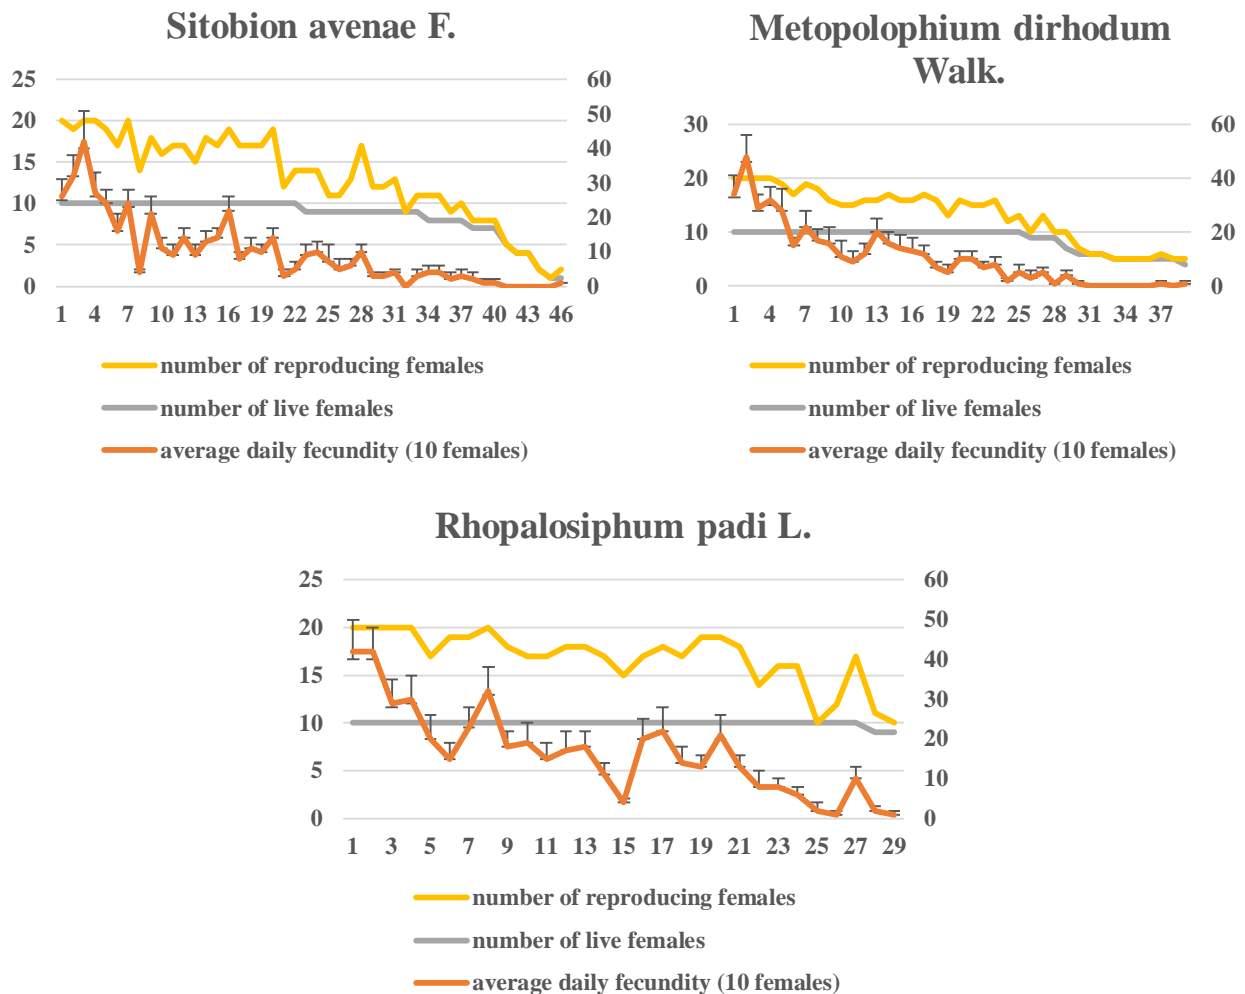 Sitobion avenae F.
25 60
20 50
15 40
30
10 20
5 10
0 0
1 4 7 10 13 16 19 22 25 28 31 34 37 40 43 46
number of reproducing females
number of live females
average daily fecundity (10 females)
Metopolophium dirhodum
Walk.
30 60
20 40
10 20
0 0
1 4 7 10 13 16 19 22 25 28 31 34 37
number of reproducing females
number of live females
average daily fecundity (10 females)
Rhopalosiphum padi L.
25 60
20 50
15 40
30
10 20
5 10
0 0
1 3 5 7 9 11 13 15 17 19 21 23 25 27 29
number of reproducing females
number of live females
average daily fecundity (10 females)